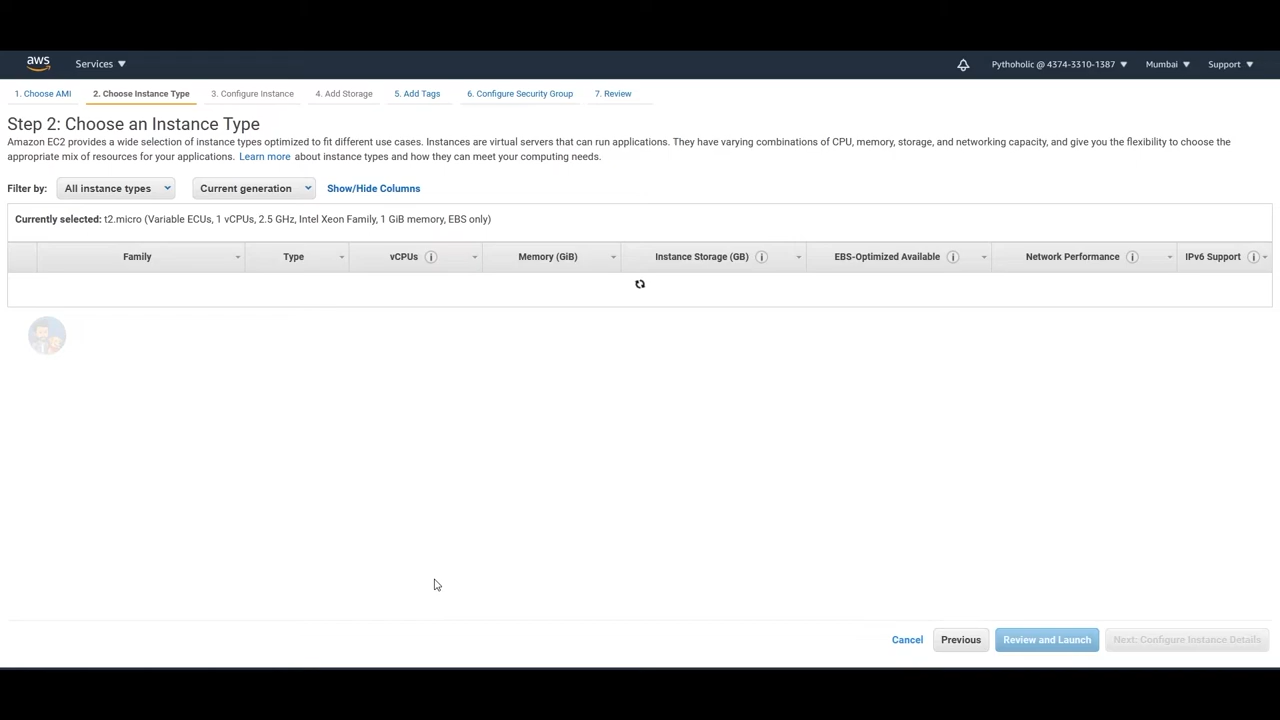 aws Services Pythoholic @ 4374-3310-1387 Mumbai Support
1. Choose AMI 2. Choose Instance Type 3. Configure Instance 4. Add Storage 5. Add Tags 6. Configure Security Group 7. Review
Step 2: Choose an Instance Type
Amazon EC2 provides a wide selection of instance types optimized to fit different use cases. Instances are virtual servers that can run applications. They have varying combinations of CPU, memory, storage, and networking capacity, and give you the flexibility to choose the
appropriate mix of resources for your applications. Learn more about instance types and how they can meet your computing needs.
Filter by: All instance types Current generation Show/Hide Columns
Currently selected: t2.micro (Variable ECUs, 1 vCPUs, 2.5 GHz, Intel Xeon Family, 1 GiB memory, EBS only)
Family Type vCPUs Memory (GiB) Instance Storage (GB) EBS-Optimized Available Network Performance IPv6 Support
Cancel Previous Review and Launch Next: Configure Instance Details